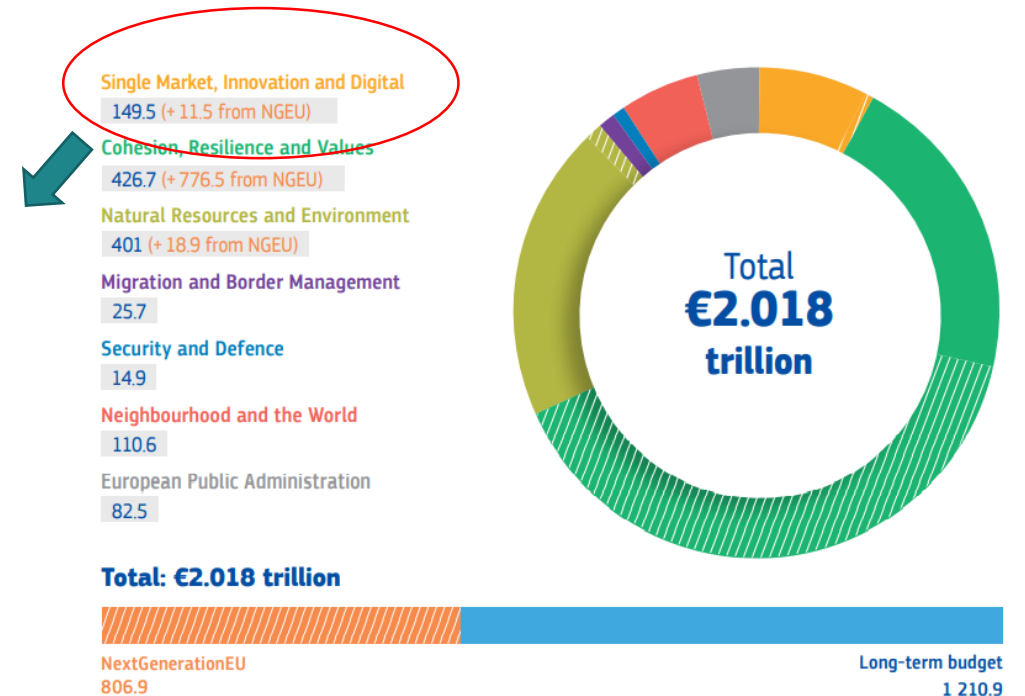 Single Market, Innovation and Digital
149.5 (+ 11.5 from NGEU)
Cohesion, Resilience and Values
426.7 (+ 776.5 from NGEU)
Natural Resources and Environment
401 (+ 18.9 from NGEU)
Migration and Border Management
25.7
Security and Defence
14.9
Neighbourhood and the World
110.6
European Public Administration
82.5
Total
€2.018
trillion
Total: €2.018 trillion
NextGenerationEU
806.9
Long-term budget
1 210.9